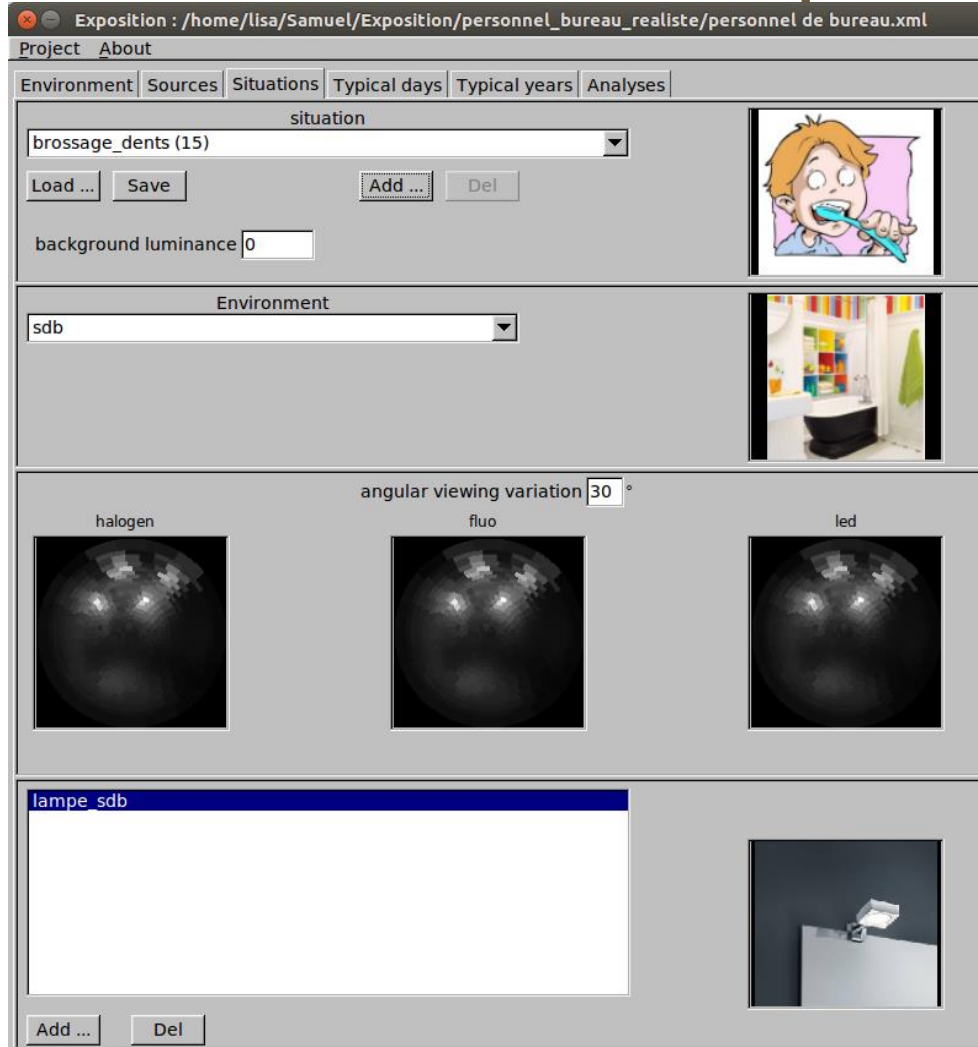 Exposition : /home/lisa/Samuel/Exposition/personnel_bureau_realiste/personnel de bureau.xml
Project About
Environment Sources Situations Typical days Typical years Analyses
situation
brossage_dents (15)
Load ... Save Add ... Del
background luminance 0
Environment
sdb
angular viewing variation 30 °
halogen fluo led
lampe_sdb
Add ... Del